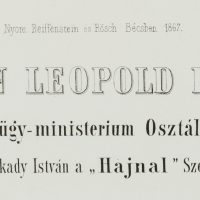 Nyom. Reiffenstein és Rösch Bécsben 1867.
LEOPOLD
ügy-ministerium Osztál
kady István a „Hajnal” Sze